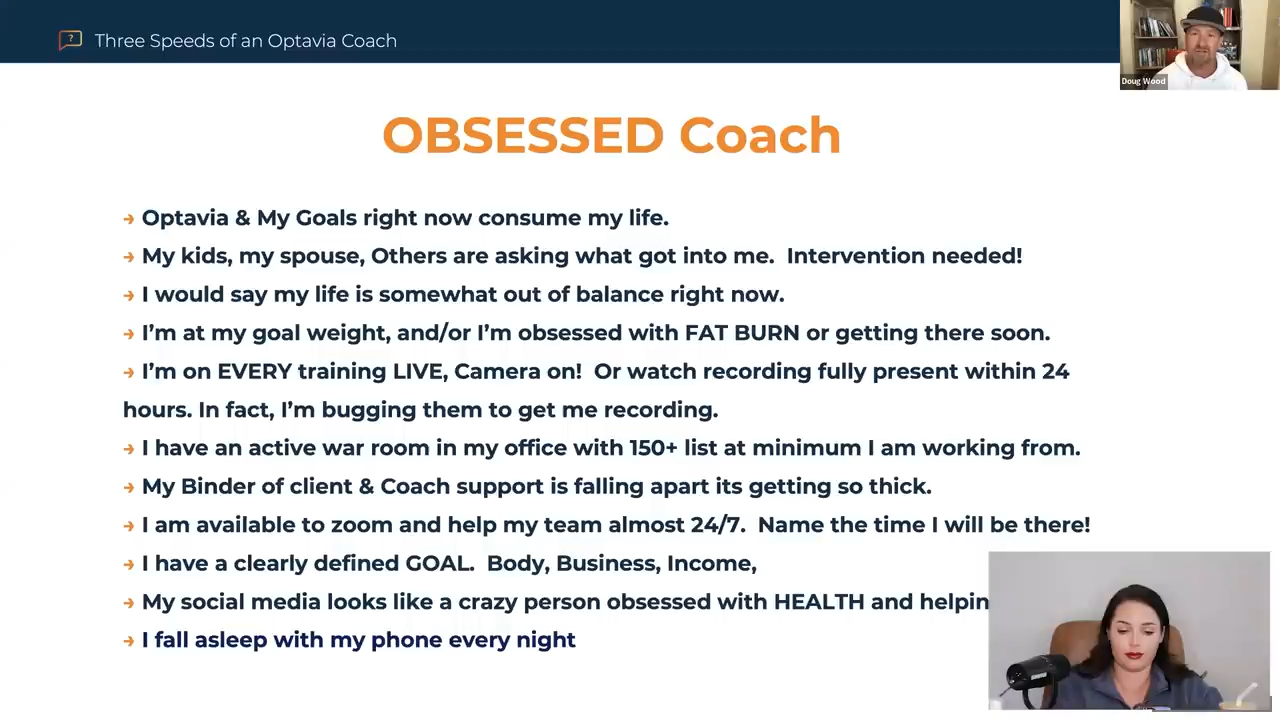 Three Speeds of an Optavia Coach
Doug Wood
OBSESSED Coach
→ Optavia & My Goals right now consume my life.
→ My kids, my spouse, Others are asking what got into me.  Intervention needed!
→ I would say my life is somewhat out of balance right now.
→ I’m at my goal weight, and/or I’m obsessed with FAT BURN or getting there soon.
→ I’m on EVERY training LIVE, Camera on!  Or watch recording fully present within 24
hours. In fact, I’m bugging them to get me recording.
→ I have an active war room in my office with 150+ list at minimum I am working from.
→ My Binder of client & Coach support is falling apart its getting so thick.
→ I am available to zoom and help my team almost 24/7.  Name the time I will be there!
→ I have a clearly defined GOAL.  Body, Business, Income,
→ My social media looks like a crazy person obsessed with HEALTH and helpin
→ I fall asleep with my phone every night